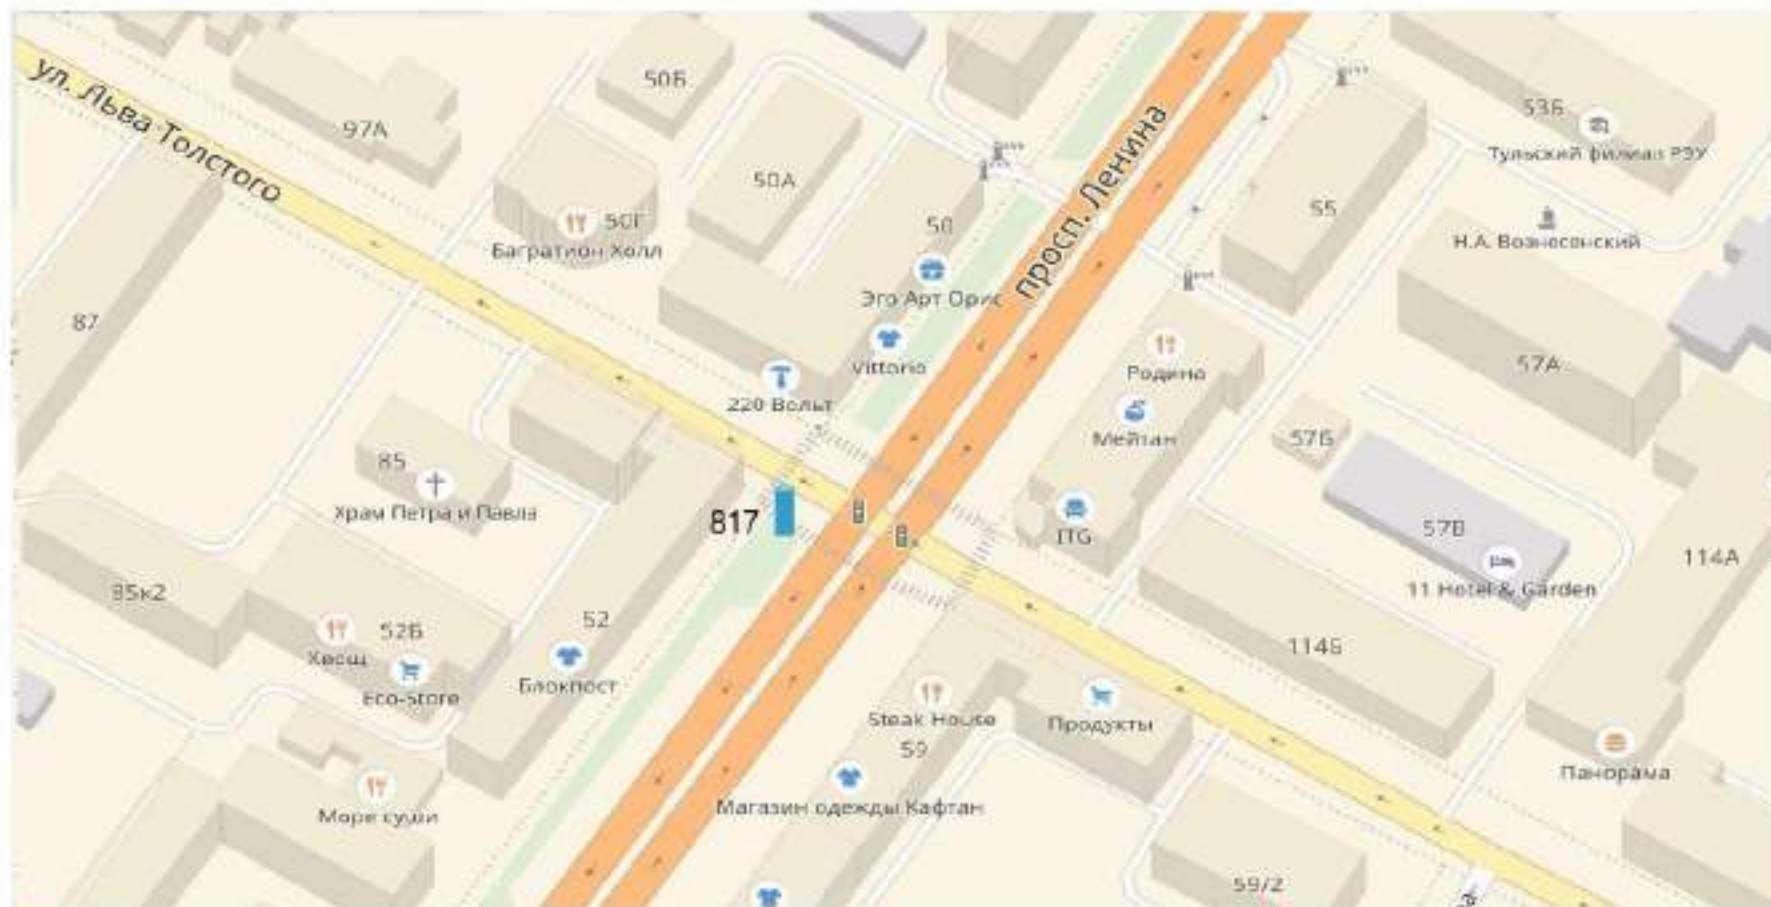 ул. Льва Толстого
97А
50Б
50А
50Г
Багратион Холл
50
Эго Арт Орис
Vittorio
220 Вольт
просп. Ленина
53Б
Тульский филиал РЭУ
55
Н.А. Вознесенский
57А
Родина
Мейтан
57Б
ITG
57В
11 Hotel & Garden
114А
114Б
87
85
Храм Петра и Павла
817
85к2
52Б
Хвощ
Eco-Store
52
Блокпост
Море суши
Steak House
59
Магазин одежды Кафтан
Продукты
Панорама
59/2